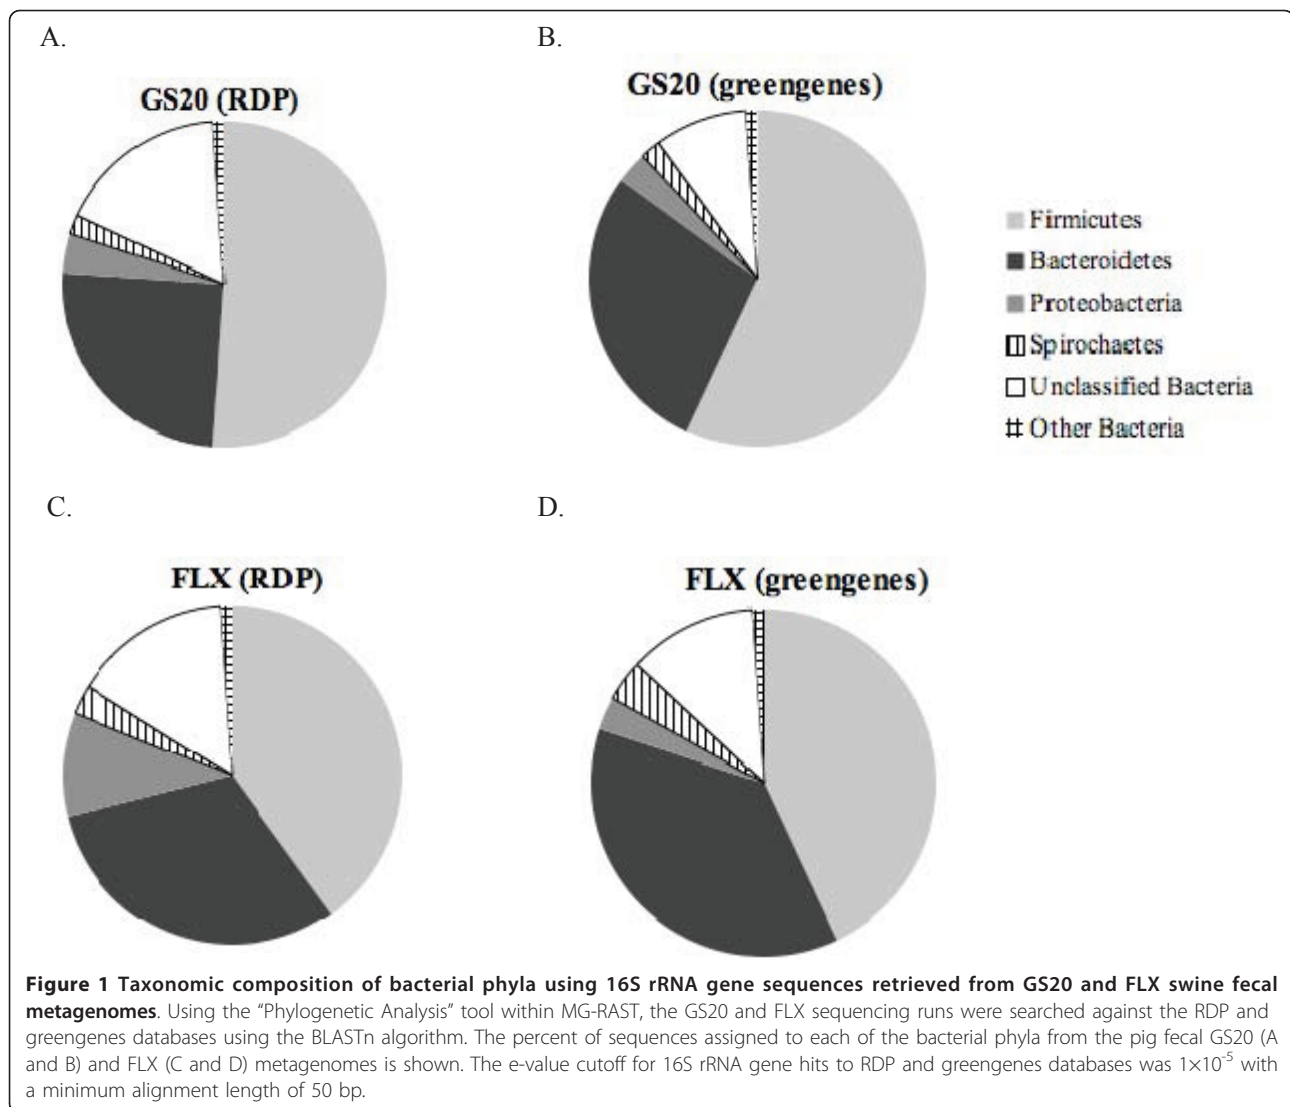 A.
B.
GS20 (RDP)
GS20 (greengenes)
Firmicutes
Bacteroidetes
Proteobacteria
Spirochaetes
Unclassified Bacteria
Other Bacteria
C.
D.
FLX (RDP)
FLX (greengenes)
Figure 1 Taxonomic composition of bacterial phyla using 16S rRNA gene sequences retrieved from GS20 and FLX swine fecal
metagenomes. Using the “Phylogenetic Analysis” tool within MG-RAST, the GS20 and FLX sequencing runs were searched against the RDP and
greengenes databases using the BLASTn algorithm. The percent of sequences assigned to each of the bacterial phyla from the pig fecal GS20 (A
and B) and FLX (C and D) metagenomes is shown. The e-value cutoff for 16S rRNA gene hits to RDP and greengenes databases was 1×10⁻⁵ with
a minimum alignment length of 50 bp.